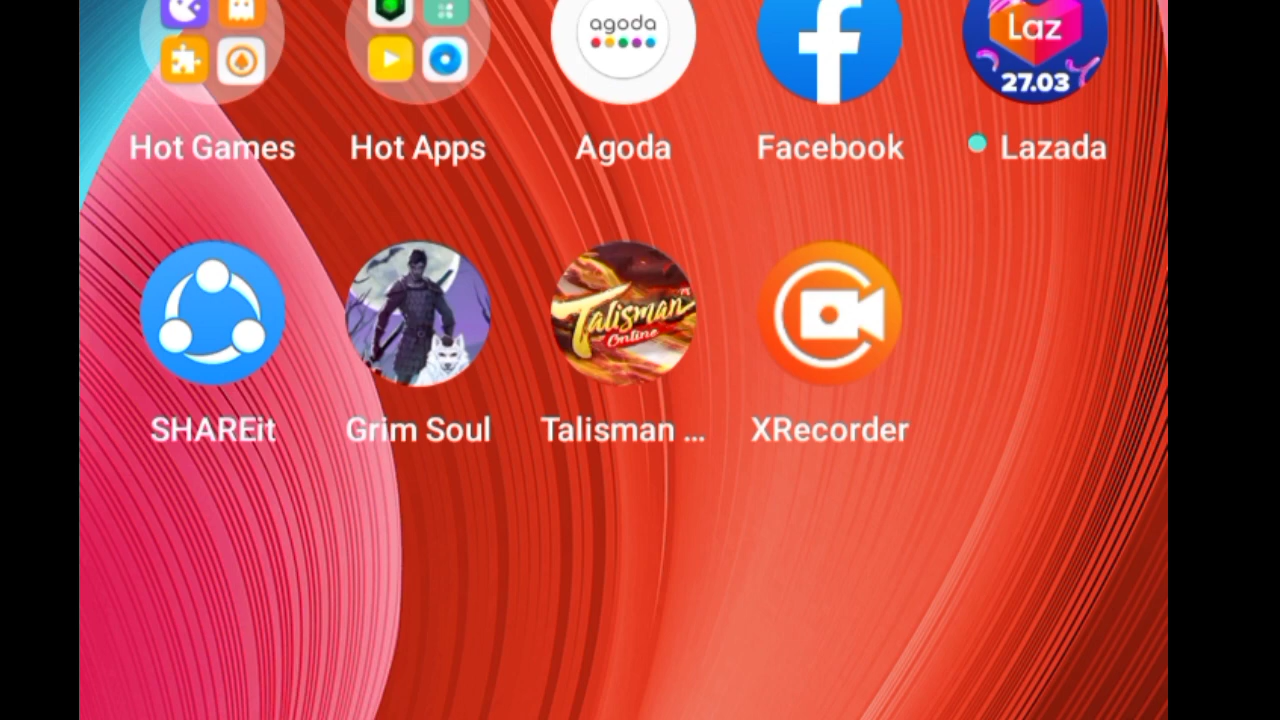 agoda
Laz
27.03
Hot Games
Hot Apps
Agoda
Facebook
Lazada
Talisman
Online
SHAREit
Grim Soul
Talisman ...
XRecorder